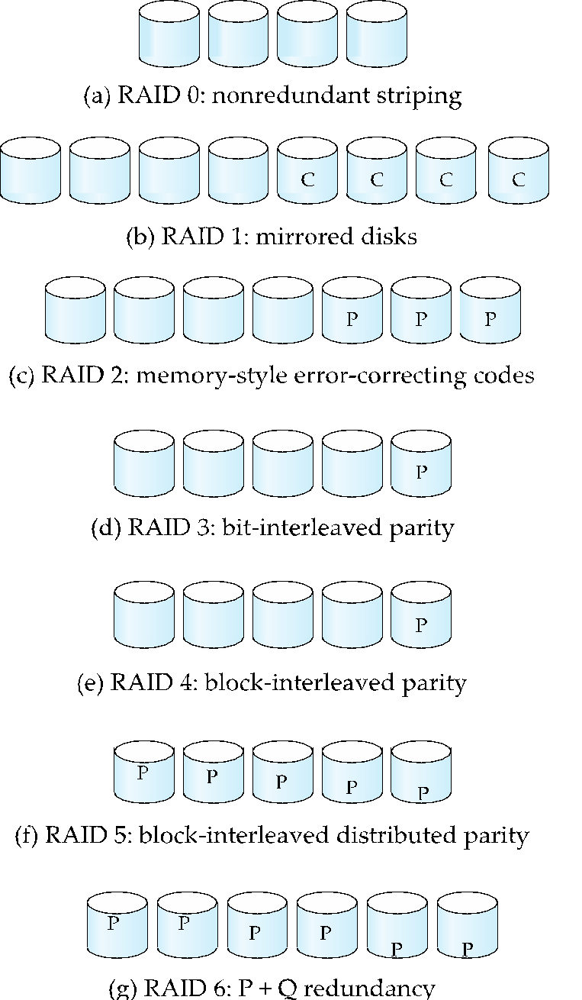 (a) RAID 0: nonredundant striping
C C C C
(b) RAID 1: mirrored disks
P P P
(c) RAID 2: memory-style error-correcting codes
P
(d) RAID 3: bit-interleaved parity
P
(e) RAID 4: block-interleaved parity
P P P P P
(f) RAID 5: block-interleaved distributed parity
P P P P P P
(g) RAID 6: P + Q redundancy